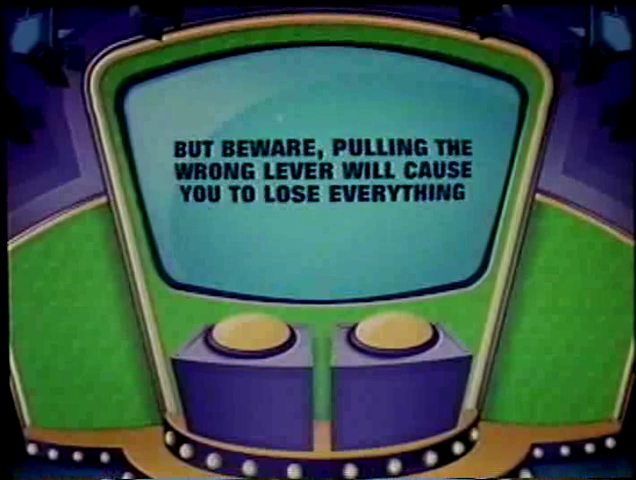 BUT BEWARE, PULLING THE
WRONG LEVER WILL CAUSE
YOU TO LOSE EVERYTHING